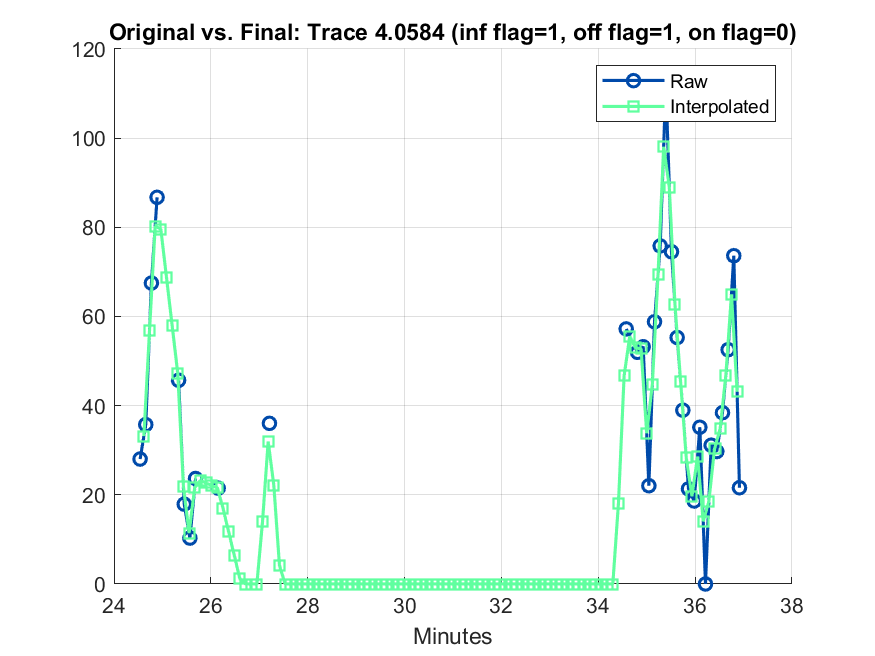 Original vs. Final: Trace 4.0584 (inf flag=1, off flag=1, on flag=0)
120
100
80
60
40
20
0
Raw
Interpolated
24 26 28 30 32 34 36 38
Minutes